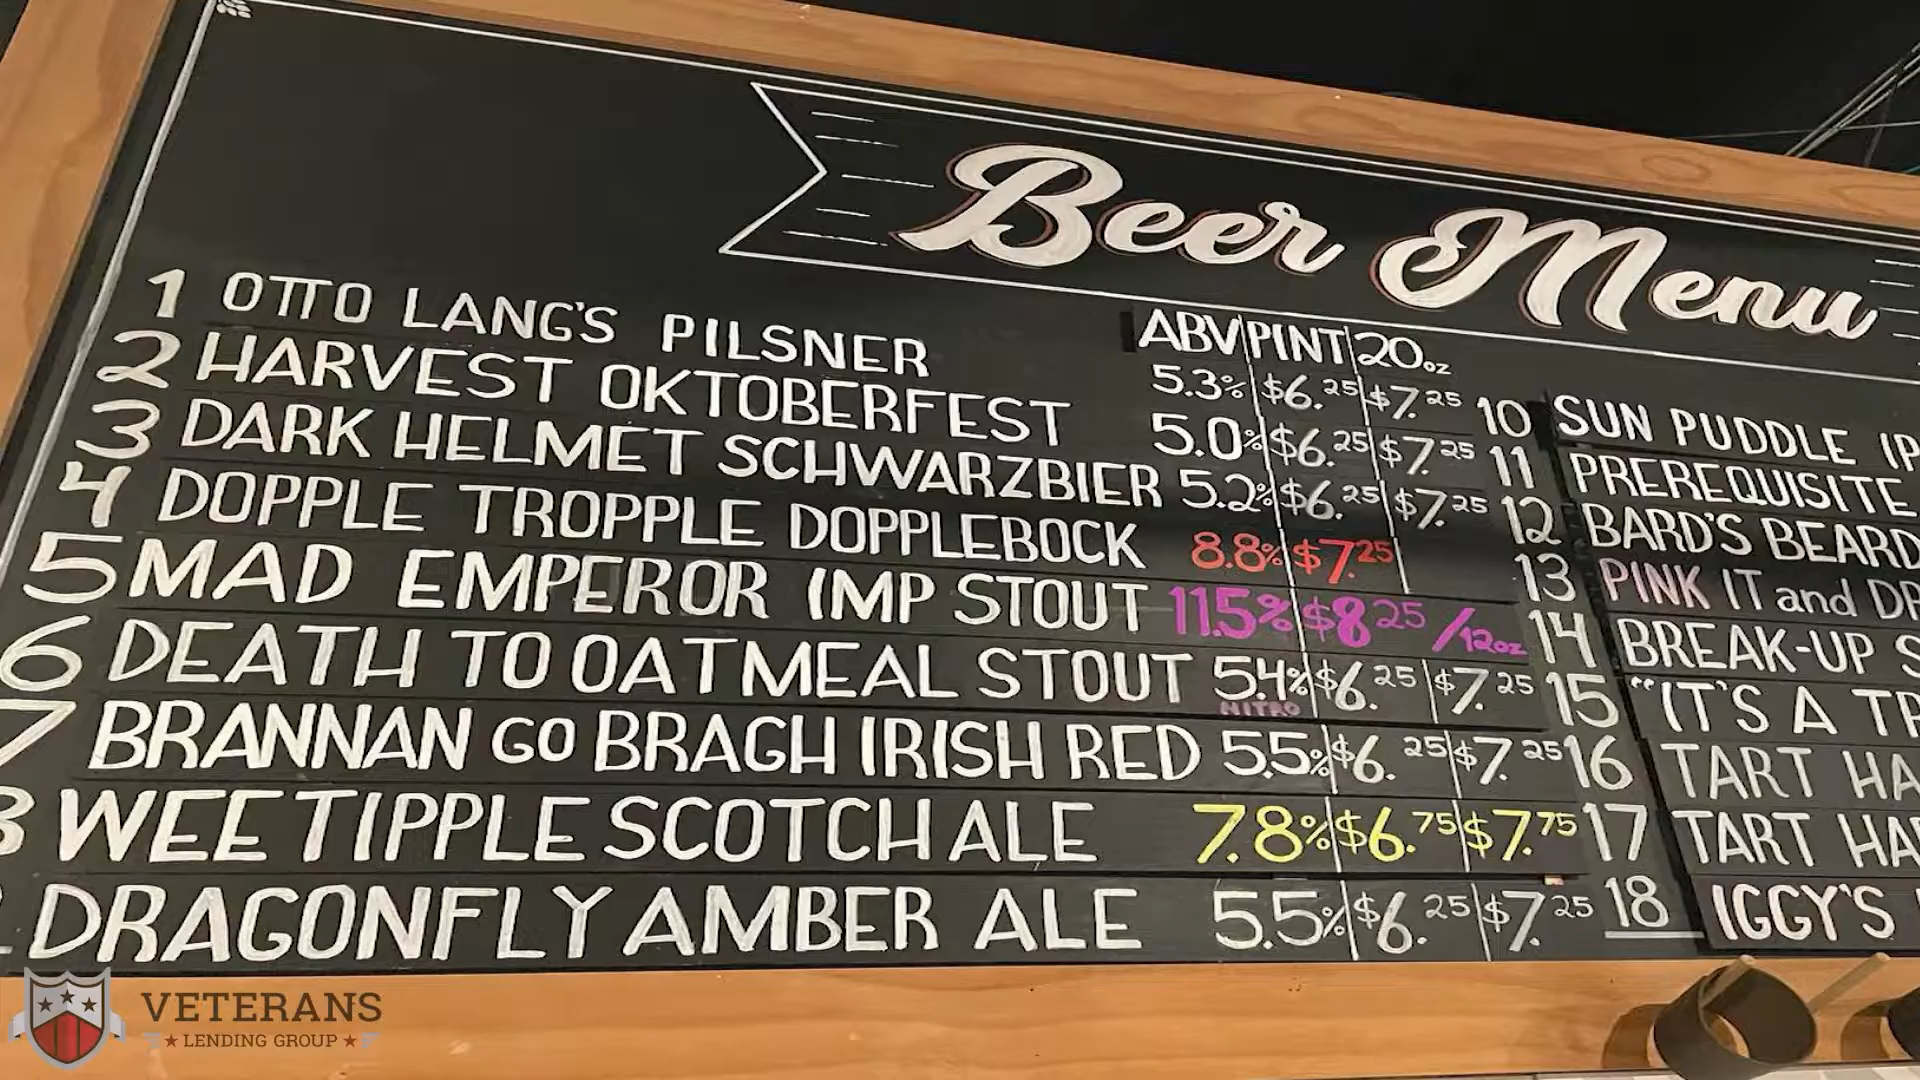 Beer Menu
ABV PINT 20oz
1 OTTO LANG'S PILSNER 5.3% $6.25 $7.25
2 HARVEST OKTOBERFEST 5.0% $6.25 $7.25
3 DARK HELMET SCHWARZBIER 5.2% $6.25 $7.25
4 DOPPLE TROPPLE DOPPLEBOCK 8.8% $7.25
5 MAD EMPEROR IMP STOUT 11.5% $8.25 /12oz
6 DEATH TO OATMEAL STOUT 5.4% $6.25 $7.25
NITRO
7 BRANNAN GO BRAGH IRISH RED 5.5% $6.25 $7.25
8 WEE TIPPLE SCOTCH ALE 7.8% $6.75 $7.75
DRAGONFLY AMBER ALE 5.5% $6.25 $7.25
10 SUN PUDDLE
11 PREREQUISITE
12 BARD'S BEARD
13 PINK IT and
14 BREAK-UP
15 "IT'S A
16 TART
17 TART
18 IGGY'S
VETERANS
LENDING GROUP